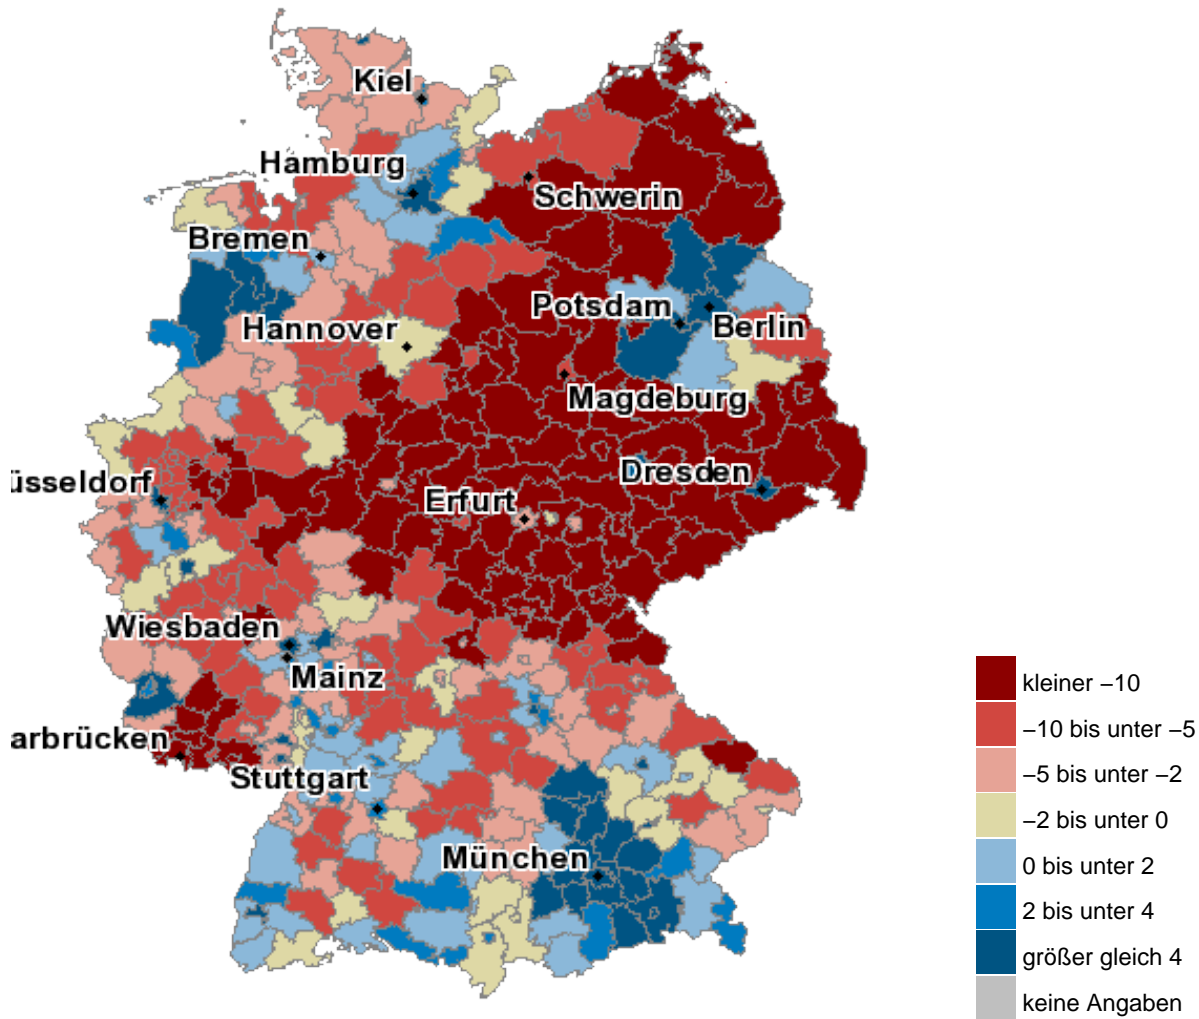 Kiel
Hamburg
Schwerin
Bremen
Potsdam
Berlin
Hannover
Magdeburg
üsseldorf
Dresden
Erfurt
Wiesbaden
Mainz
arbrücken
Stuttgart
München
kleiner −10
−10 bis unter −5
−5 bis unter −2
−2 bis unter 0
0 bis unter 2
2 bis unter 4
größer gleich 4
keine Angaben